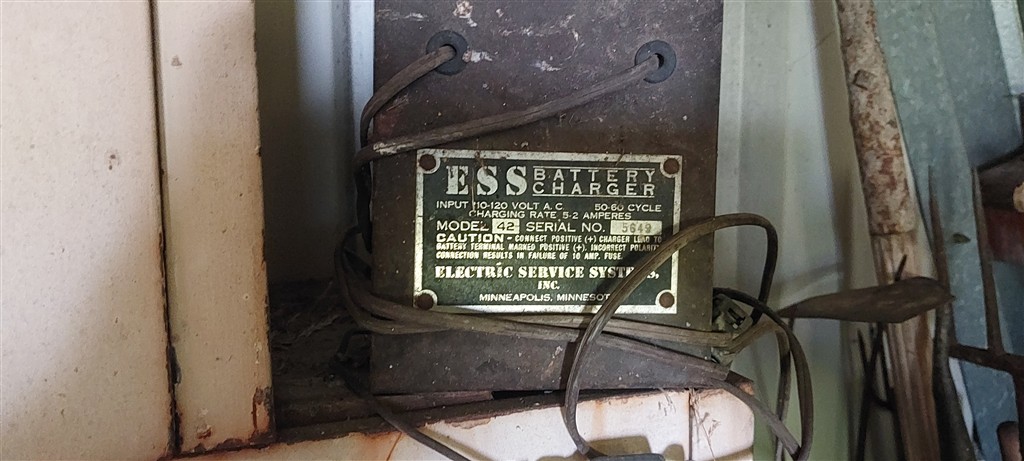 ESS BATTERY
CHARGER
INPUT 110-120 VOLT A.C. 50-60 CYCLE
CHARGING RATE 5-2 AMPERES
MODEL 42 SERIAL NO. 5649
CAUTION - CONNECT POSITIVE (+) CHARGER LEAD TO
BATTERY TERMINAL MARKED POSITIVE (+). INCORRECT POLARITY
CONNECTION RESULTS IN FAILURE OF 10 AMP. FUSE.
ELECTRIC SERVICE SYSTEMS,
INC.
MINNEAPOLIS, MINNESOTA